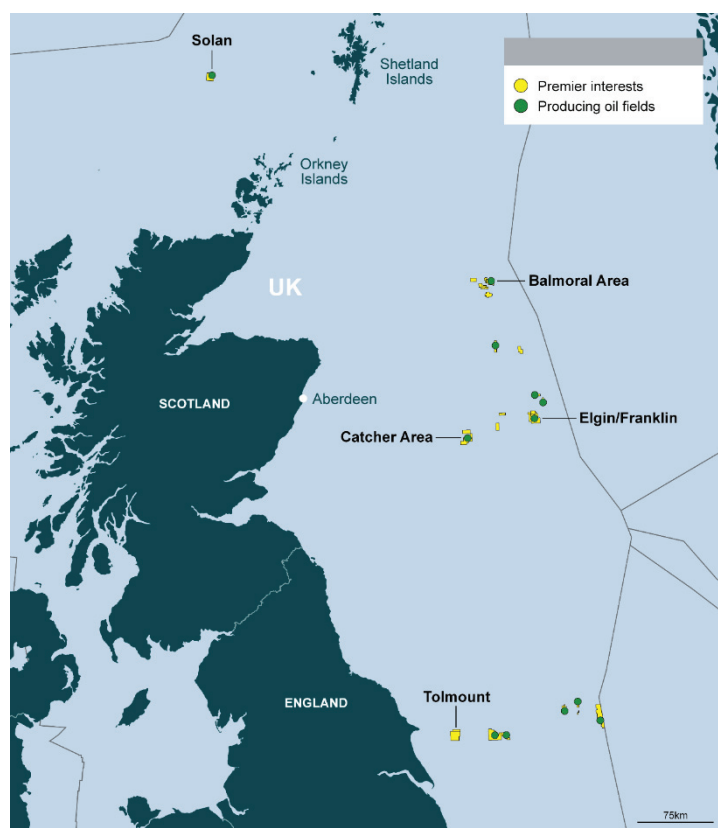 Solan
Shetland
Islands
Premier interests
Producing oil fields
Orkney
Islands
UK
Balmoral Area
SCOTLAND
Aberdeen
Elgin/Franklin
Catcher Area
ENGLAND
Tolmount
75km